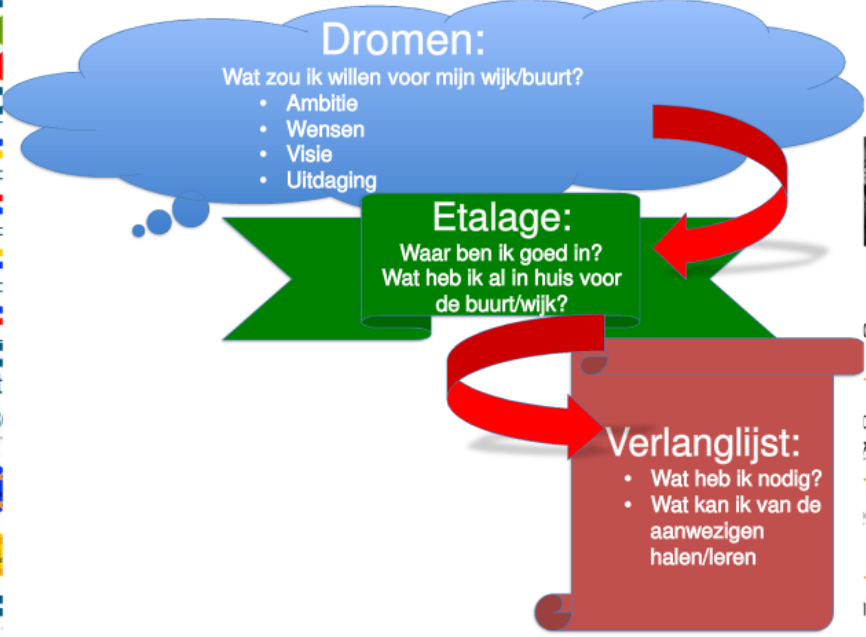 Dromen:
Wat zou ik willen voor mijn wijk/buurt?
• Ambitie
• Wensen
• Visie
• Uitdaging
Etalage:
Waar ben ik goed in?
Wat heb ik al in huis voor
de buurt/wijk?
Verlanglijst:
• Wat heb ik nodig?
• Wat kan ik van de
aanwezigen
halen/leren